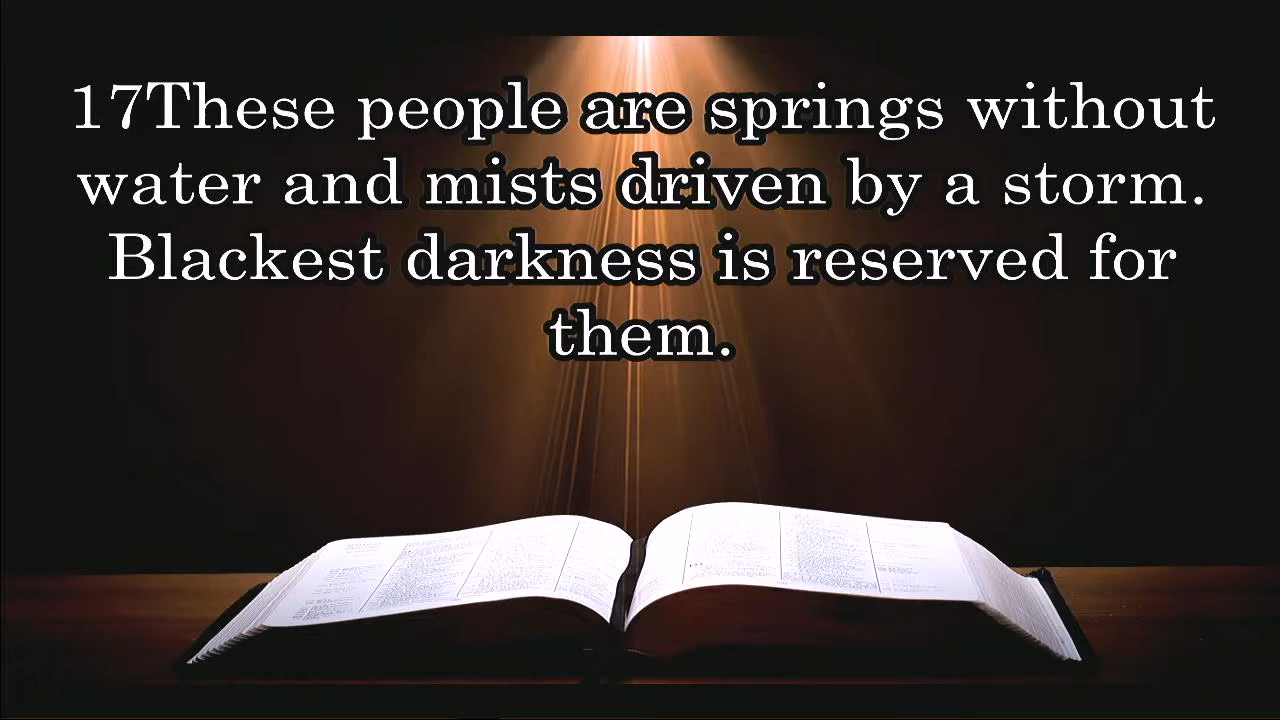 17These people are springs without
water and mists driven by a storm.
Blackest darkness is reserved for
them.